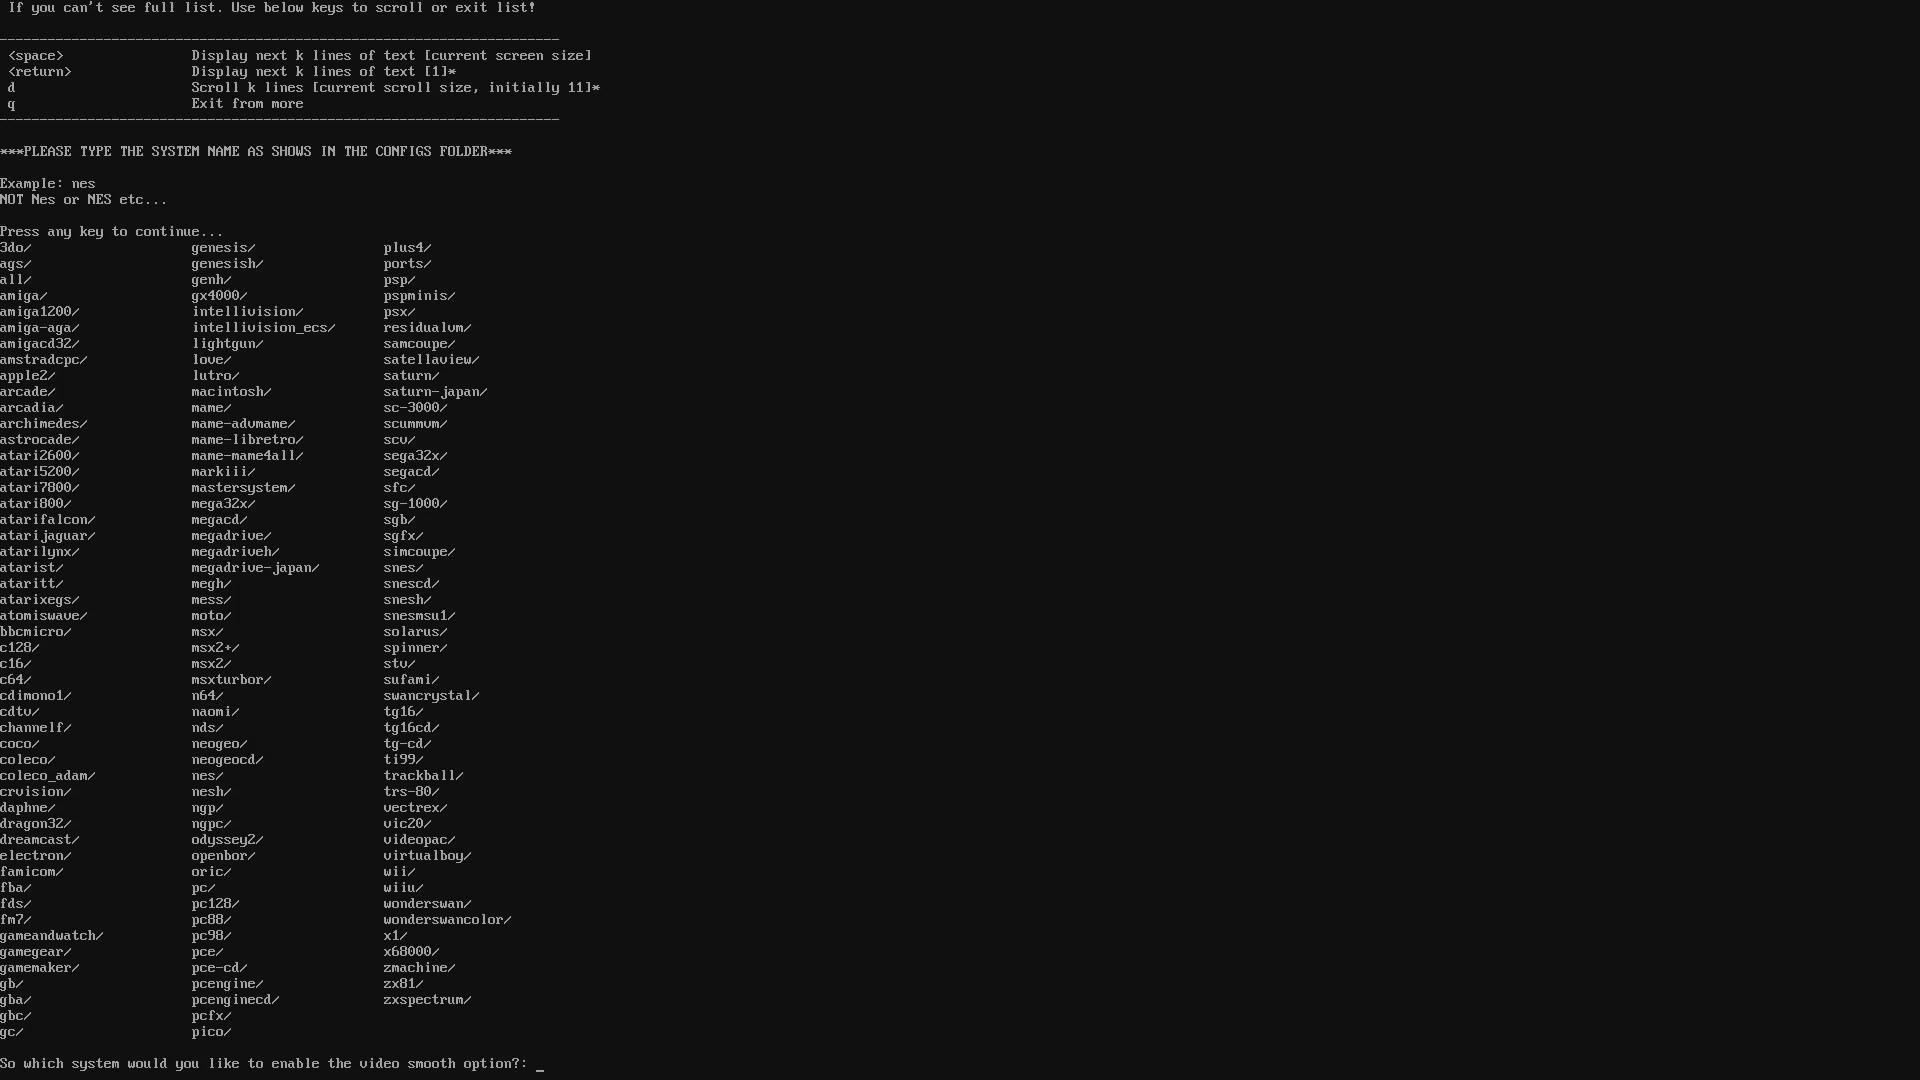 If you can't see full list. Use below keys to scroll or exit list!
----------------------------------------------------------------------
<space> Display next k lines of text [current screen size]
<return> Display next k lines of text [1]*
d Scroll k lines [current scroll size, initially 11]*
q Exit from more
----------------------------------------------------------------------
***PLEASE TYPE THE SYSTEM NAME AS SHOWS IN THE CONFIGS FOLDER***
Example: nes
NOT Nes or NES etc...
Press any key to continue...
3do/ genesis/ plus4/
ags/ genesish/ ports/
all/ genh/ psp/
amiga/ gx4000/ pspminis/
amiga1200/ intellivision/ psx/
amiga-aga/ intellivision_ecs/ residualvm/
amigacd32/ lightgun/ samcoupe/
amstradcpc/ love/ satellaview/
apple2/ lutro/ saturn/
arcade/ macintosh/ saturn-japan/
arcadia/ mame/ sc-3000/
archimedes/ mame-advmame/ scummvm/
astrocade/ mame-libretro/ scv/
atari2600/ mame-mame4all/ sega32x/
atari5200/ markiii/ segacd/
atari7800/ mastersystem/ sfc/
atari800/ mega32x/ sg-1000/
atarifalcon/ megacd/ sgb/
atarijaguar/ megadrive/ sgfx/
atarilynx/ megadriveh/ simcoupe/
atarist/ megadrive-japan/ snes/
ataritt/ megh/ snescd/
atarixegs/ mess/ snesh/
atomiswave/ moto/ snesmsu1/
bbcmicro/ msx/ solarus/
c128/ msx2+/ spinner/
c16/ msx2/ stv/
c64/ msxturbor/ sufami/
cdimono1/ n64/ swancrystal/
cdtv/ naomi/ tg16/
channelf/ nds/ tg16cd/
coco/ neogeo/ tg-cd/
coleco/ neogeocd/ ti99/
coleco_adam/ nes/ trackball/
crvision/ nesh/ trs-80/
daphne/ ngp/ vectrex/
dragon32/ ngpc/ vic20/
dreamcast/ odyssey2/ videopac/
electron/ openbor/ virtualboy/
famicom/ oric/ wii/
fba/ pc/ wiiu/
fds/ pc128/ wonderswan/
fm7/ pc88/ wonderswancolor/
gameandwatch/ pc98/ x1/
gamegear/ pce/ x68000/
gamemaker/ pce-cd/ zmachine/
gb/ pcengine/ zx81/
gba/ pcenginecd/ zxspectrum/
gbc/ pcfx/
gc/ pico/
So which system would you like to enable the video smooth option?: _